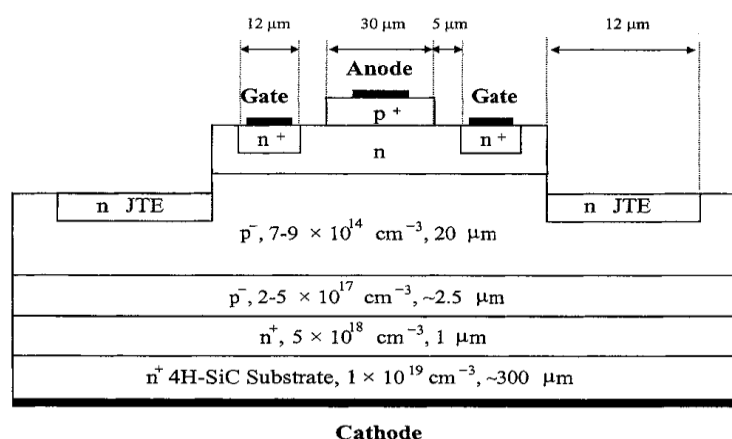 12 μm 30 μm 5 μm 12 μm
Anode
Gate Gate
p +
n + n +
n
n JTE n JTE
p⁻, 7-9 × 10¹⁴ cm⁻³, 20 μm
p⁻, 2-5 × 10¹⁷ cm⁻³, ~2.5 μm
n⁺, 5 × 10¹⁸ cm⁻³, 1 μm
n⁺ 4H-SiC Substrate, 1 × 10¹⁹ cm⁻³, ~300 μm
Cathode